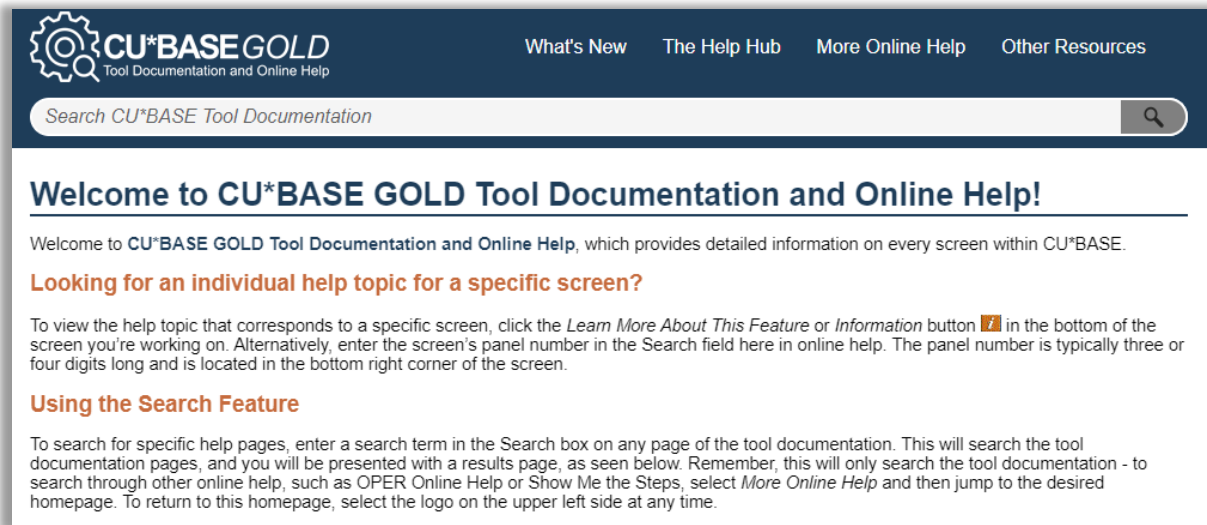 CU*BASE GOLD
Tool Documentation and Online Help
What's New The Help Hub More Online Help Other Resources
Search CU*BASE Tool Documentation
Welcome to CU*BASE GOLD Tool Documentation and Online Help!
Welcome to CU*BASE GOLD Tool Documentation and Online Help, which provides detailed information on every screen within CU*BASE.
Looking for an individual help topic for a specific screen?
To view the help topic that corresponds to a specific screen, click the Learn More About This Feature or Information button i in the bottom of the
screen you're working on. Alternatively, enter the screen's panel number in the Search field here in online help. The panel number is typically three or
four digits long and is located in the bottom right corner of the screen.
Using the Search Feature
To search for specific help pages, enter a search term in the Search box on any page of the tool documentation. This will search the tool
documentation pages, and you will be presented with a results page, as seen below. Remember, this will only search the tool documentation - to
search through other online help, such as OPER Online Help or Show Me the Steps, select More Online Help and then jump to the desired
homepage. To return to this homepage, select the logo on the upper left side at any time.